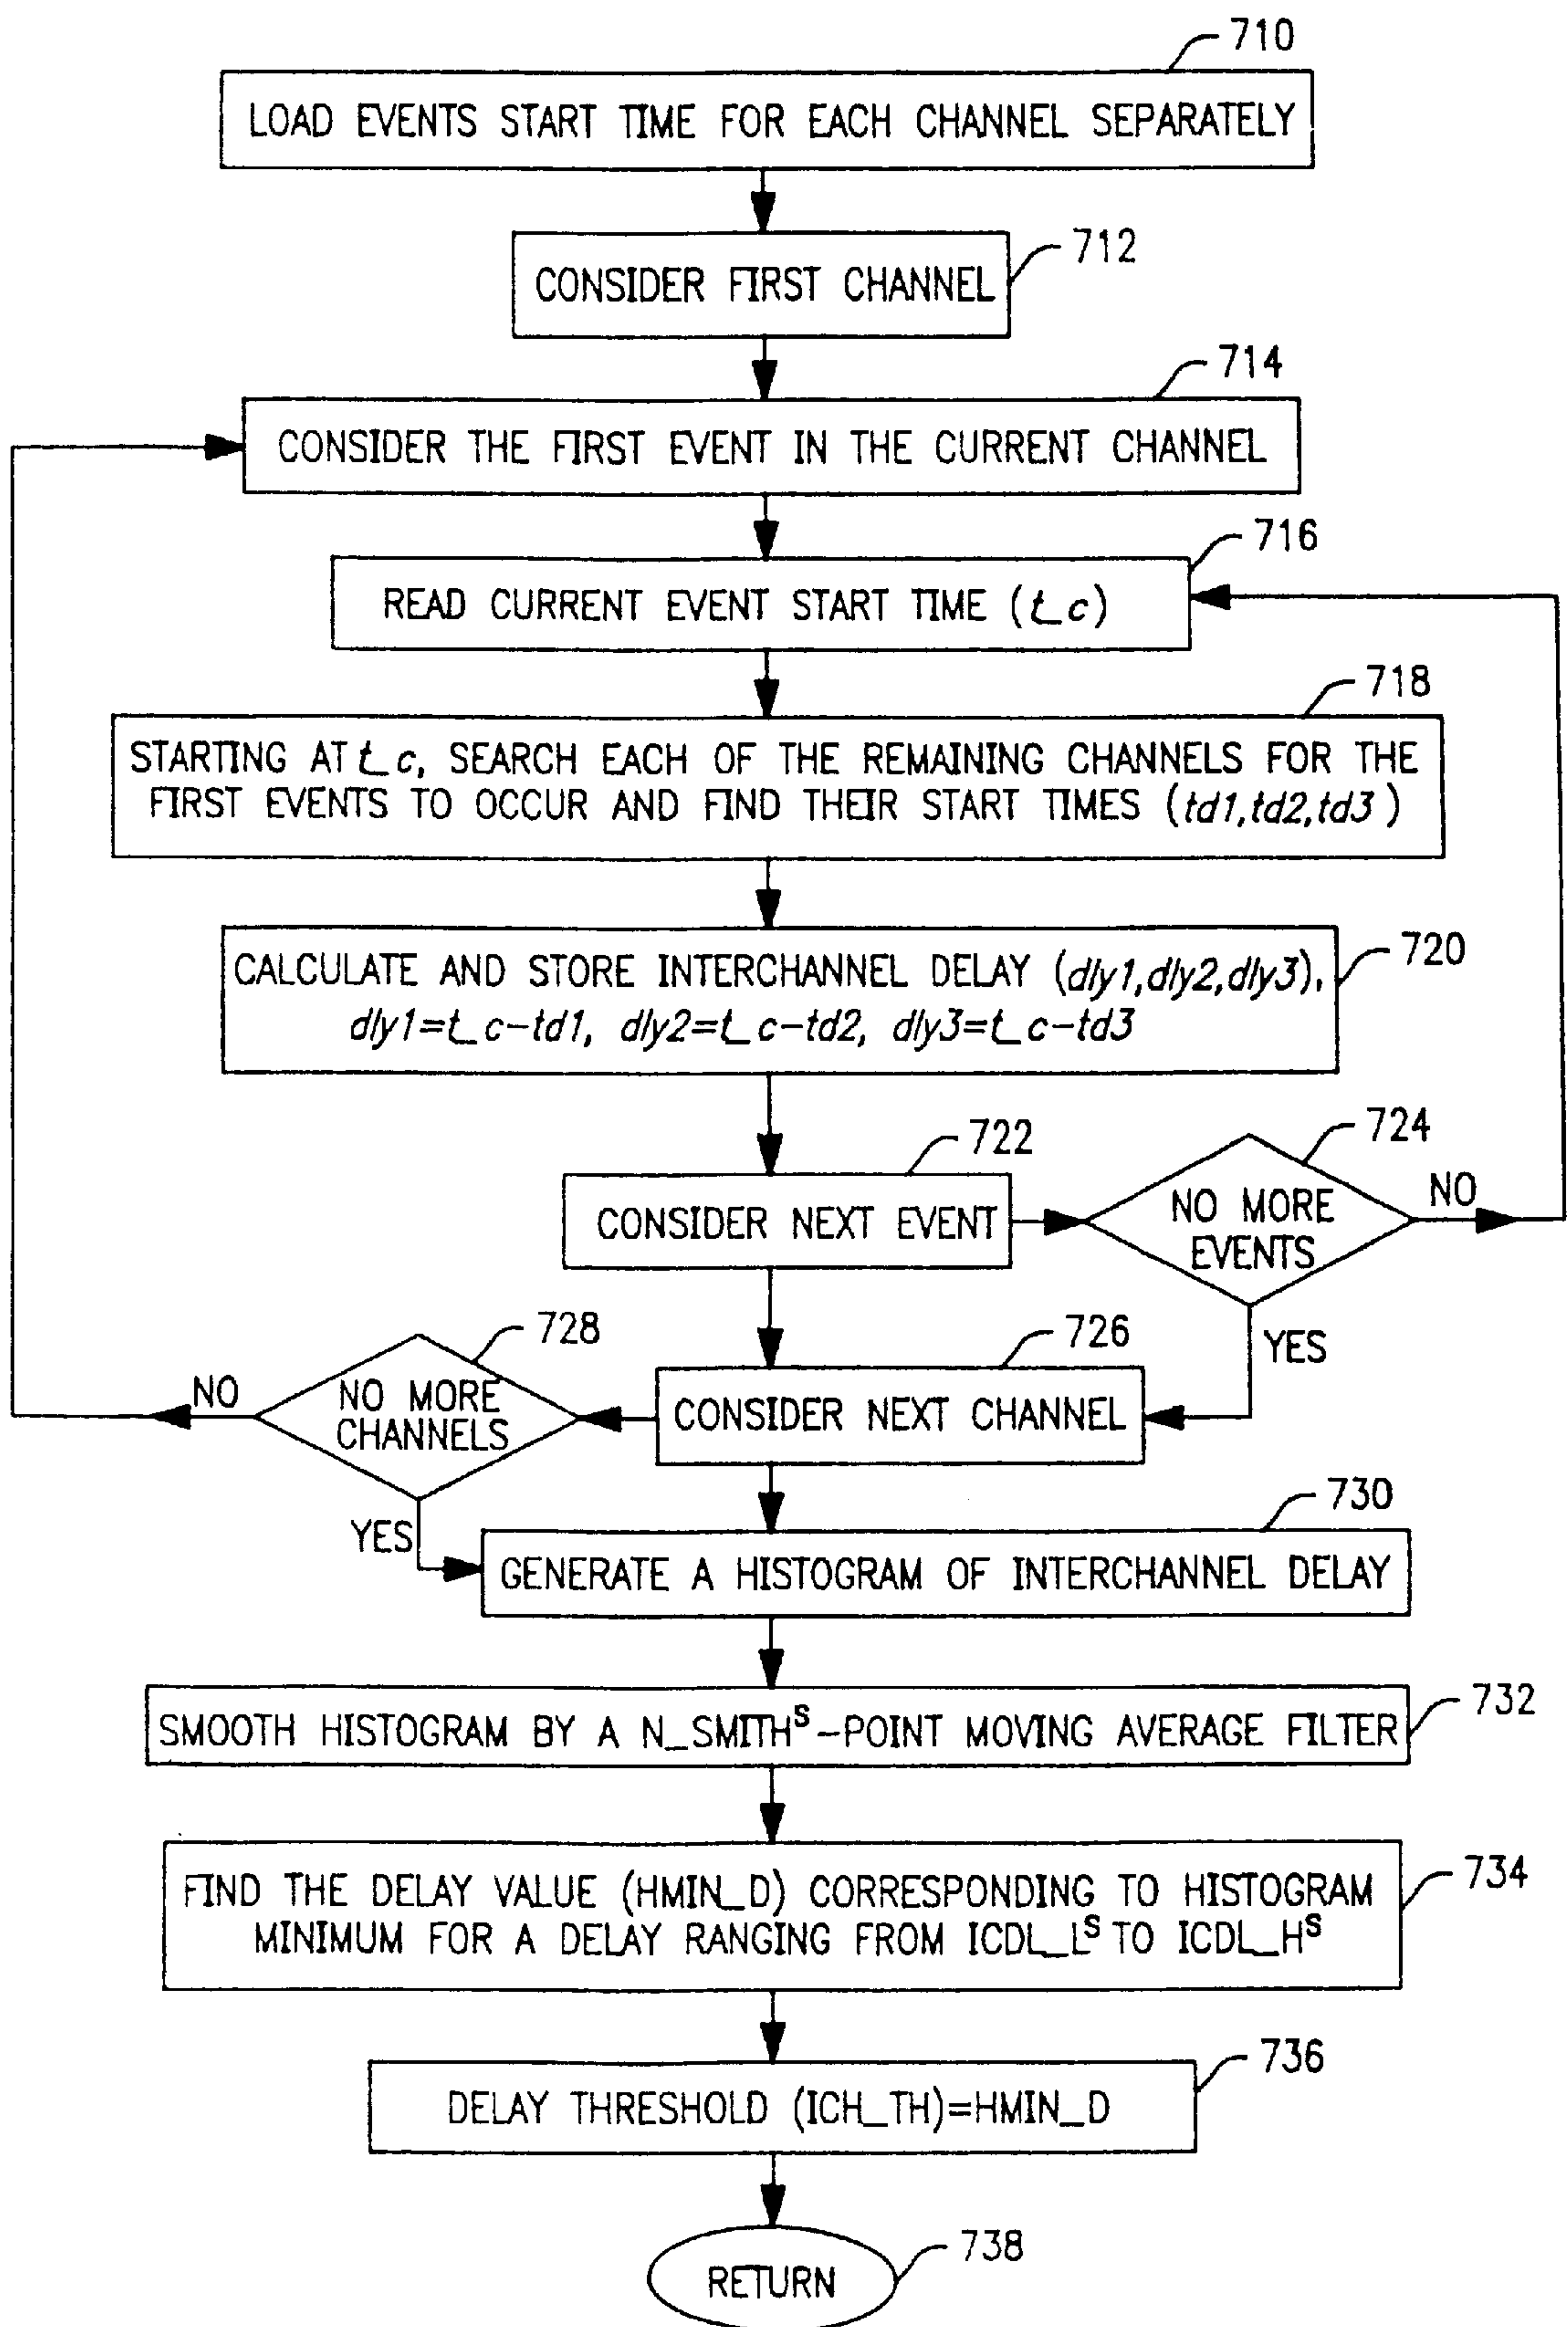 710
LOAD EVENTS START TIME FOR EACH CHANNEL SEPARATELY
712
CONSIDER FIRST CHANNEL
714
CONSIDER THE FIRST EVENT IN THE CURRENT CHANNEL
716
READ CURRENT EVENT START TIME (t_c)
718
STARTING AT t_c, SEARCH EACH OF THE REMAINING CHANNELS FOR THE
FIRST EVENTS TO OCCUR AND FIND THEIR START TIMES (td1,td2,td3)
720
CALCULATE AND STORE INTERCHANNEL DELAY (dly1,dly2,dly3),
dly1=t_c-td1, dly2=t_c-td2, dly3=t_c-td3
722
CONSIDER NEXT EVENT
724
NO MORE
EVENTS
NO
YES
726
CONSIDER NEXT CHANNEL
728
NO MORE
CHANNELS
NO
YES
730
GENERATE A HISTOGRAM OF INTERCHANNEL DELAY
732
SMOOTH HISTOGRAM BY A N_SMITHˢ-POINT MOVING AVERAGE FILTER
734
FIND THE DELAY VALUE (HMIN_D) CORRESPONDING TO HISTOGRAM
MINIMUM FOR A DELAY RANGING FROM ICDL_Lˢ TO ICDL_Hˢ
736
DELAY THRESHOLD (ICH_TH)=HMIN_D
738
RETURN